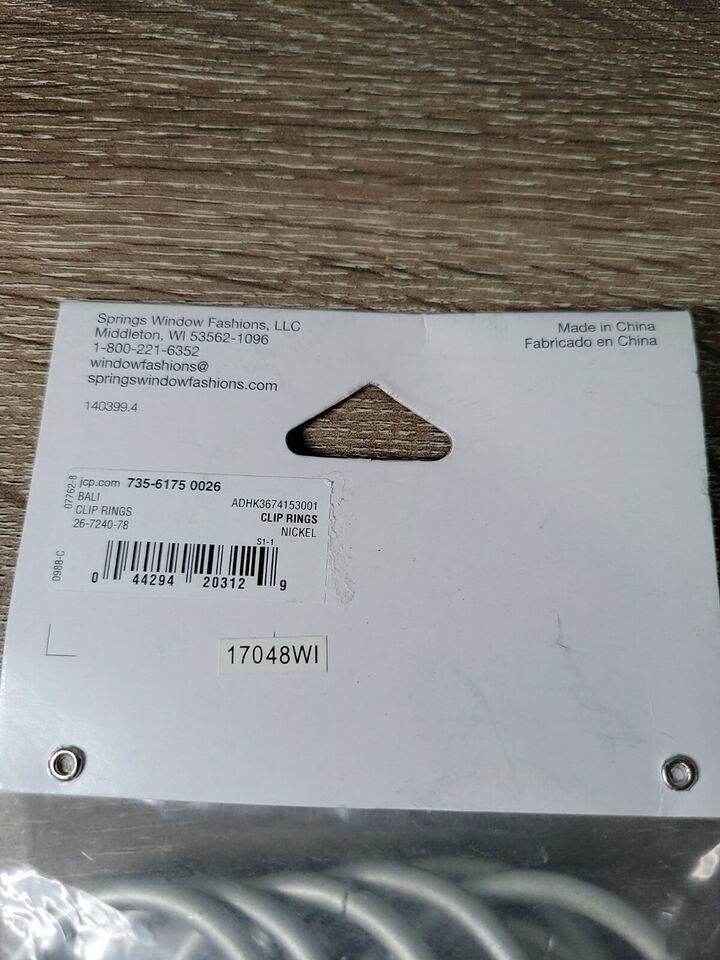 Springs Window Fashions, LLC
Middleton, WI 53562-1096
1-800-221-6352
windowfashions@
springswindowfashions.com
140399.4
Made in China
Fabricado en China
07762-8
0988-C
jcp.com 735-6175 0026
BALI
CLIP RINGS
26-7240-78
ADHK3674153001
CLIP RINGS
NICKEL
S1-1
0 44294 20312 9
17048WI